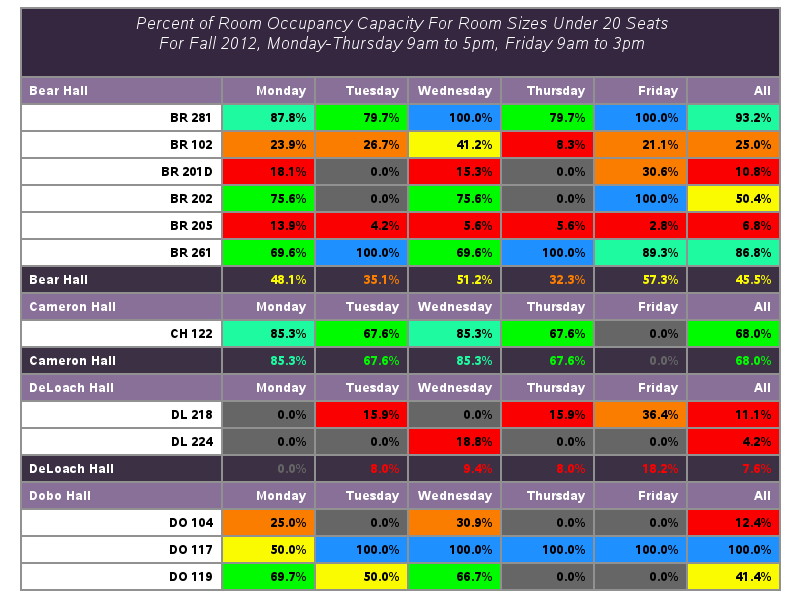 Percent of Room Occupancy Capacity For Room Sizes Under 20 Seats
For Fall 2012, Monday-Thursday 9am to 5pm, Friday 9am to 3pm
Bear Hall Monday Tuesday Wednesday Thursday Friday All
BR 281 87.8% 79.7% 100.0% 79.7% 100.0% 93.2%
BR 102 23.9% 26.7% 41.2% 8.3% 21.1% 25.0%
BR 201D 18.1% 0.0% 15.3% 0.0% 30.6% 10.8%
BR 202 75.6% 0.0% 75.6% 0.0% 100.0% 50.4%
BR 205 13.9% 4.2% 5.6% 5.6% 2.8% 6.8%
BR 261 69.6% 100.0% 69.6% 100.0% 89.3% 86.8%
Bear Hall 48.1% 35.1% 51.2% 32.3% 57.3% 45.5%
Cameron Hall Monday Tuesday Wednesday Thursday Friday All
CH 122 85.3% 67.6% 85.3% 67.6% 0.0% 68.0%
Cameron Hall 85.3% 67.6% 85.3% 67.6% 0.0% 68.0%
DeLoach Hall Monday Tuesday Wednesday Thursday Friday All
DL 218 0.0% 15.9% 0.0% 15.9% 36.4% 11.1%
DL 224 0.0% 0.0% 18.8% 0.0% 0.0% 4.2%
DeLoach Hall 0.0% 8.0% 9.4% 8.0% 18.2% 7.6%
Dobo Hall Monday Tuesday Wednesday Thursday Friday All
DO 104 25.0% 0.0% 30.9% 0.0% 0.0% 12.4%
DO 117 50.0% 100.0% 100.0% 100.0% 100.0% 100.0%
DO 119 69.7% 50.0% 66.7% 0.0% 0.0% 41.4%